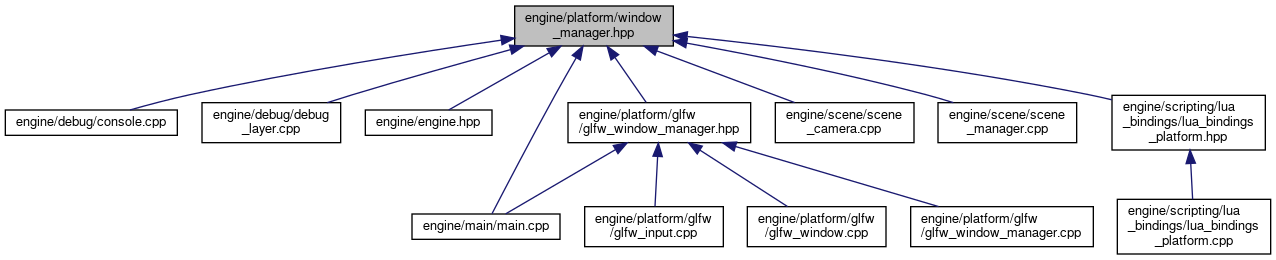 engine/platform/window
_manager.hpp
engine/debug/console.cpp
engine/debug/debug
_layer.cpp
engine/engine.hpp
engine/platform/glfw
/glfw_window_manager.hpp
engine/scene/scene
_camera.cpp
engine/scene/scene
_manager.cpp
engine/scripting/lua
_bindings/lua_bindings
_platform.hpp
engine/main/main.cpp
engine/platform/glfw
/glfw_input.cpp
engine/platform/glfw
/glfw_window.cpp
engine/platform/glfw
/glfw_window_manager.cpp
engine/scripting/lua
_bindings/lua_bindings
_platform.cpp